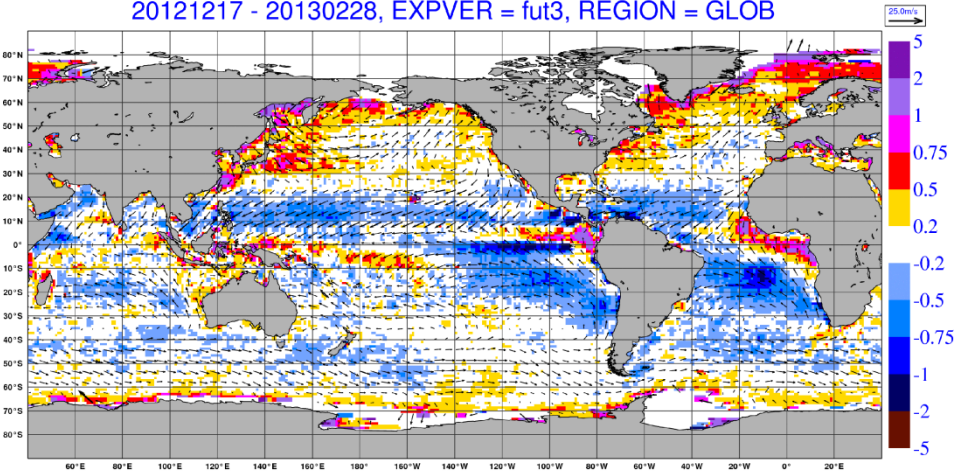 20121217 - 20130228, EXPVER = fut3, REGION = GLOB
25.0m/s
80°N
70°N
60°N
50°N
40°N
30°N
20°N
10°N
0°
10°S
20°S
30°S
40°S
50°S
60°S
70°S
80°S
60°E 80°E 100°E 120°E 140°E 160°E 180°E 160°W 140°W 120°W 100°W 80°W 60°W 40°W 20°W 0°E 20°E
5
2
1
0.75
0.5
0.2
-0.2
-0.5
-0.75
-1
-2
-5